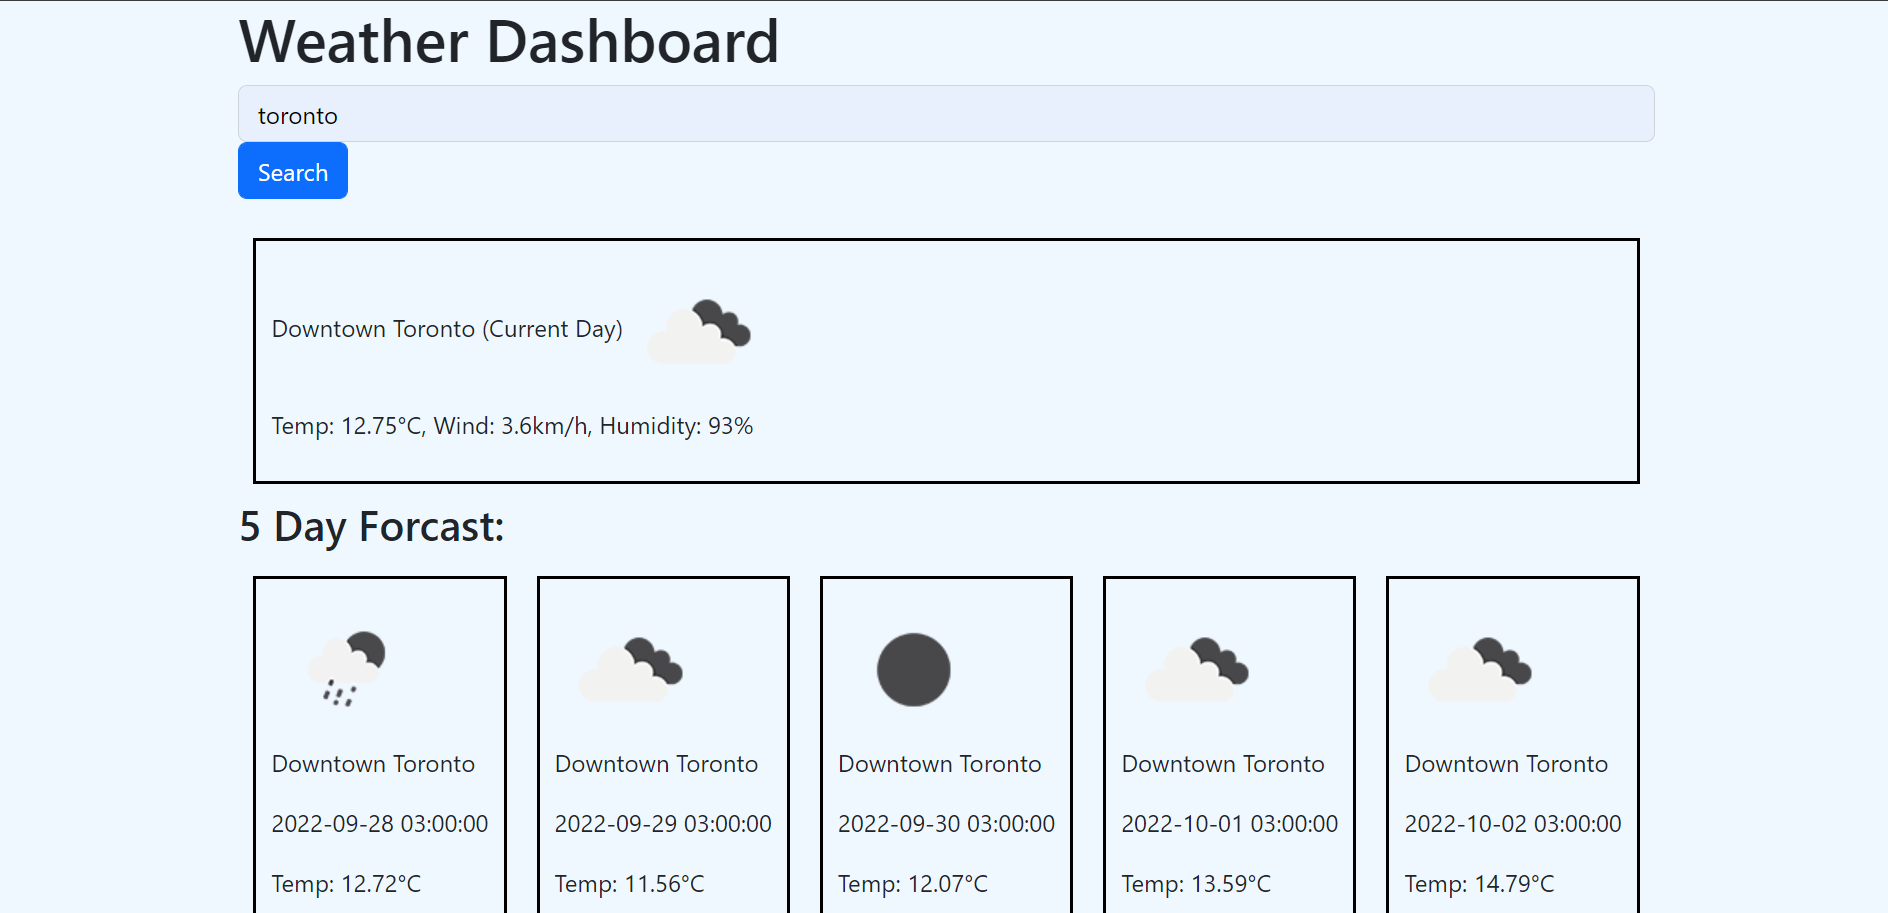 Weather Dashboard
toronto
Search
Downtown Toronto (Current Day)
Temp: 12.75°C, Wind: 3.6km/h, Humidity: 93%
5 Day Forcast:
Downtown Toronto
2022-09-28 03:00:00
Temp: 12.72°C
Downtown Toronto
2022-09-29 03:00:00
Temp: 11.56°C
Downtown Toronto
2022-09-30 03:00:00
Temp: 12.07°C
Downtown Toronto
2022-10-01 03:00:00
Temp: 13.59°C
Downtown Toronto
2022-10-02 03:00:00
Temp: 14.79°C